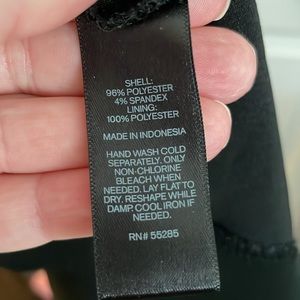 SHELL:
96% POLYESTER
4% SPANDEX
LINING:
100% POLYESTER
MADE IN INDONESIA
HAND WASH COLD
SEPARATELY. ONLY
NON-CHLORINE
BLEACH WHEN
NEEDED. LAY FLAT TO
DRY. RESHAPE WHILE
DAMP. COOL IRON IF
NEEDED.
RN# 55285